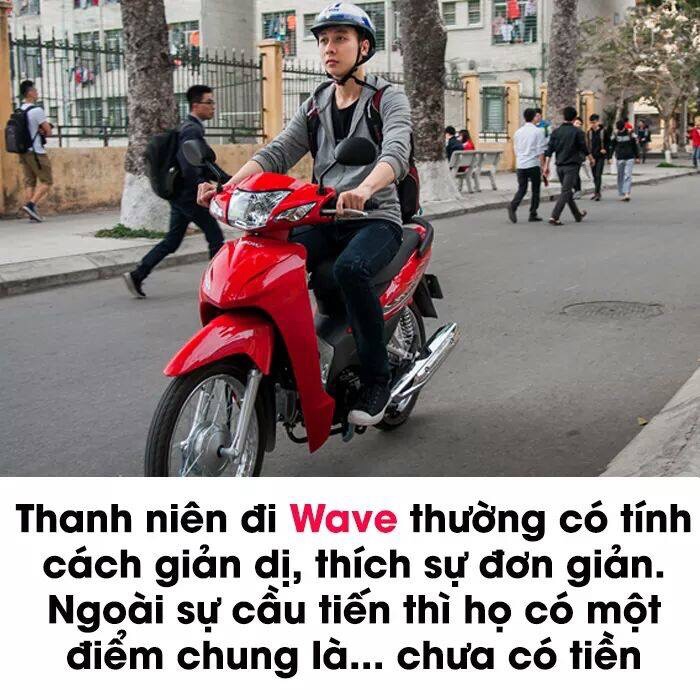 Thanh niên đi Wave thường có tính
cách giản dị, thích sự đơn giản.
Ngoài sự cầu tiến thì họ có một
điểm chung là... chưa có tiền